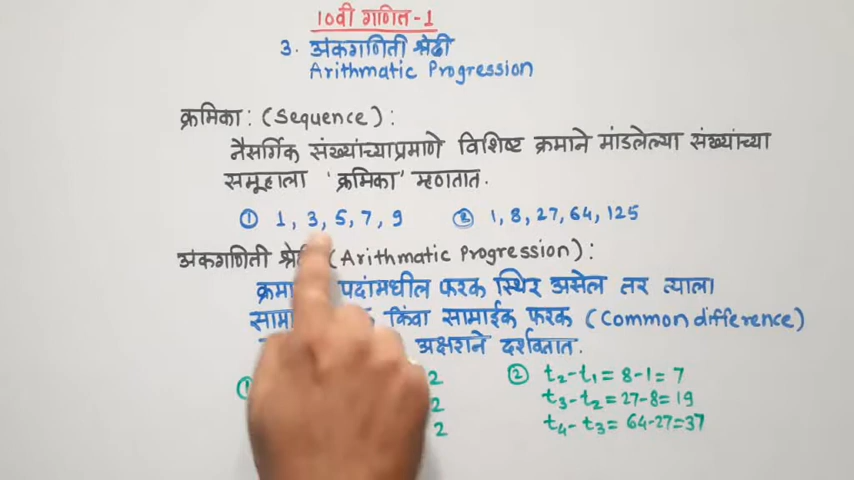 10वी गणित-1
3. अंकगणिती श्रेढी
Arithmatic Progression
क्रमिका: (Sequence):
नैसर्गिक संख्यांच्याप्रमाणे विशिष्ट क्रमाने मांडलेल्या संख्यांच्या
समूहाला 'क्रमिका' म्हणतात.
① 1, 3, 5, 7, 9 ② 1, 8, 27, 64, 125
अंकगणिती (Arithmatic Progression):
पदांमधील फरक स्थिर असेल तर त्याला
किंवा सामाईक फरक (Common difference)
अक्षराने दर्शवितात.
① 2 ② t₂-t₁= 8-1= 7
2 t₃-t₂= 27-8= 19
2 t₄-t₃= 64-27=37